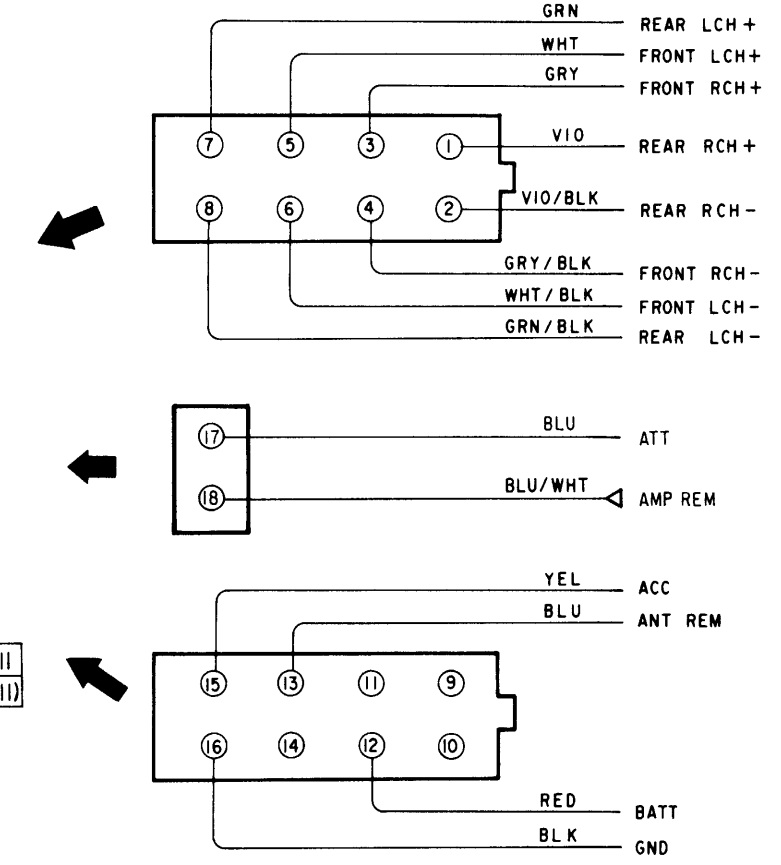 GRN REAR LCH+
WHT FRONT LCH+
GRY FRONT RCH+
7 5 3 1 VIO REAR RCH+
8 6 4 2 VIO/BLK REAR RCH-
GRY/BLK FRONT RCH-
WHT/BLK FRONT LCH-
GRN/BLK REAR LCH-
17 BLU ATT
18 BLU/WHT AMP REM
YEL ACC
BLU ANT REM
11
15 13 11 9
11)
16 14 12 10
RED BATT
BLK GND